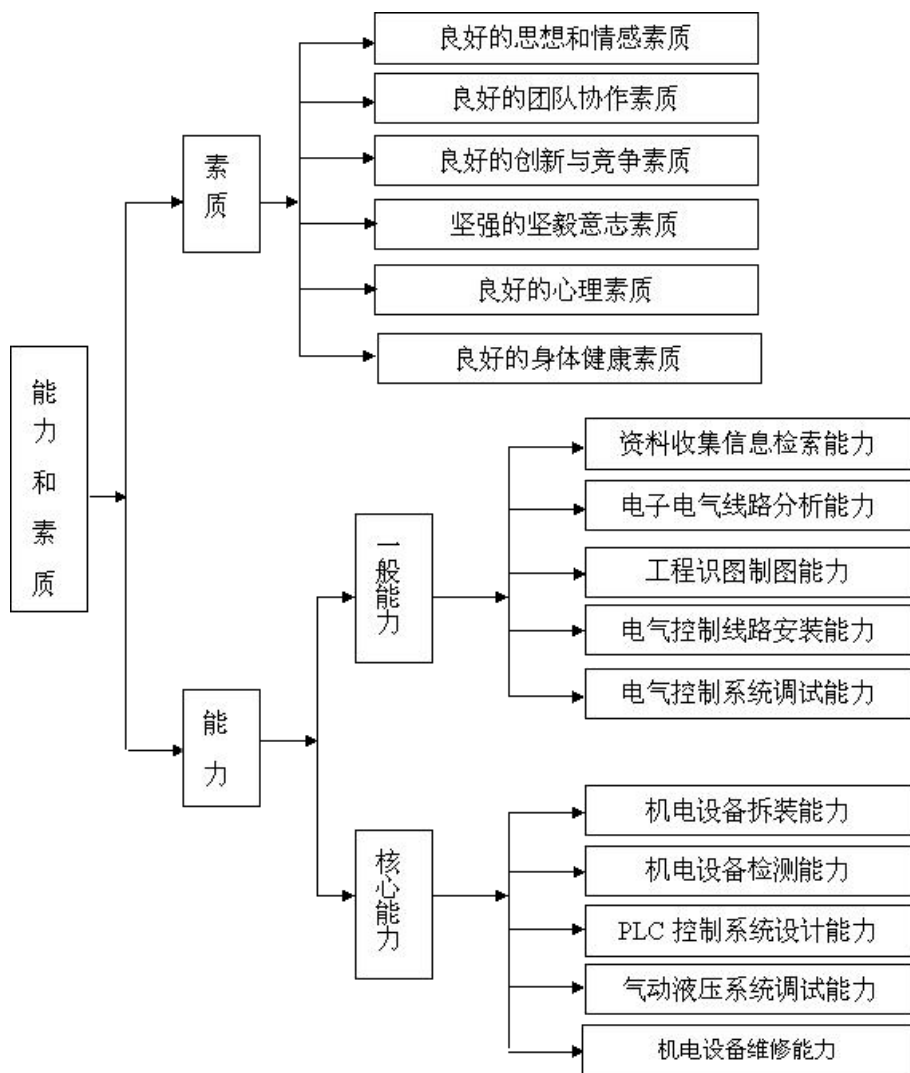 能力和素质
素质
良好的思想和情感素质
良好的团队协作素质
良好的创新与竞争素质
坚强的坚毅意志素质
良好的心理素质
良好的身体健康素质
能力
一般能力
资料收集信息检索能力
电子电气线路分析能力
工程识图制图能力
电气控制线路安装能力
电气控制系统调试能力
核心能力
机电设备拆装能力
机电设备检测能力
PLC 控制系统设计能力
气动液压系统调试能力
机电设备维修能力